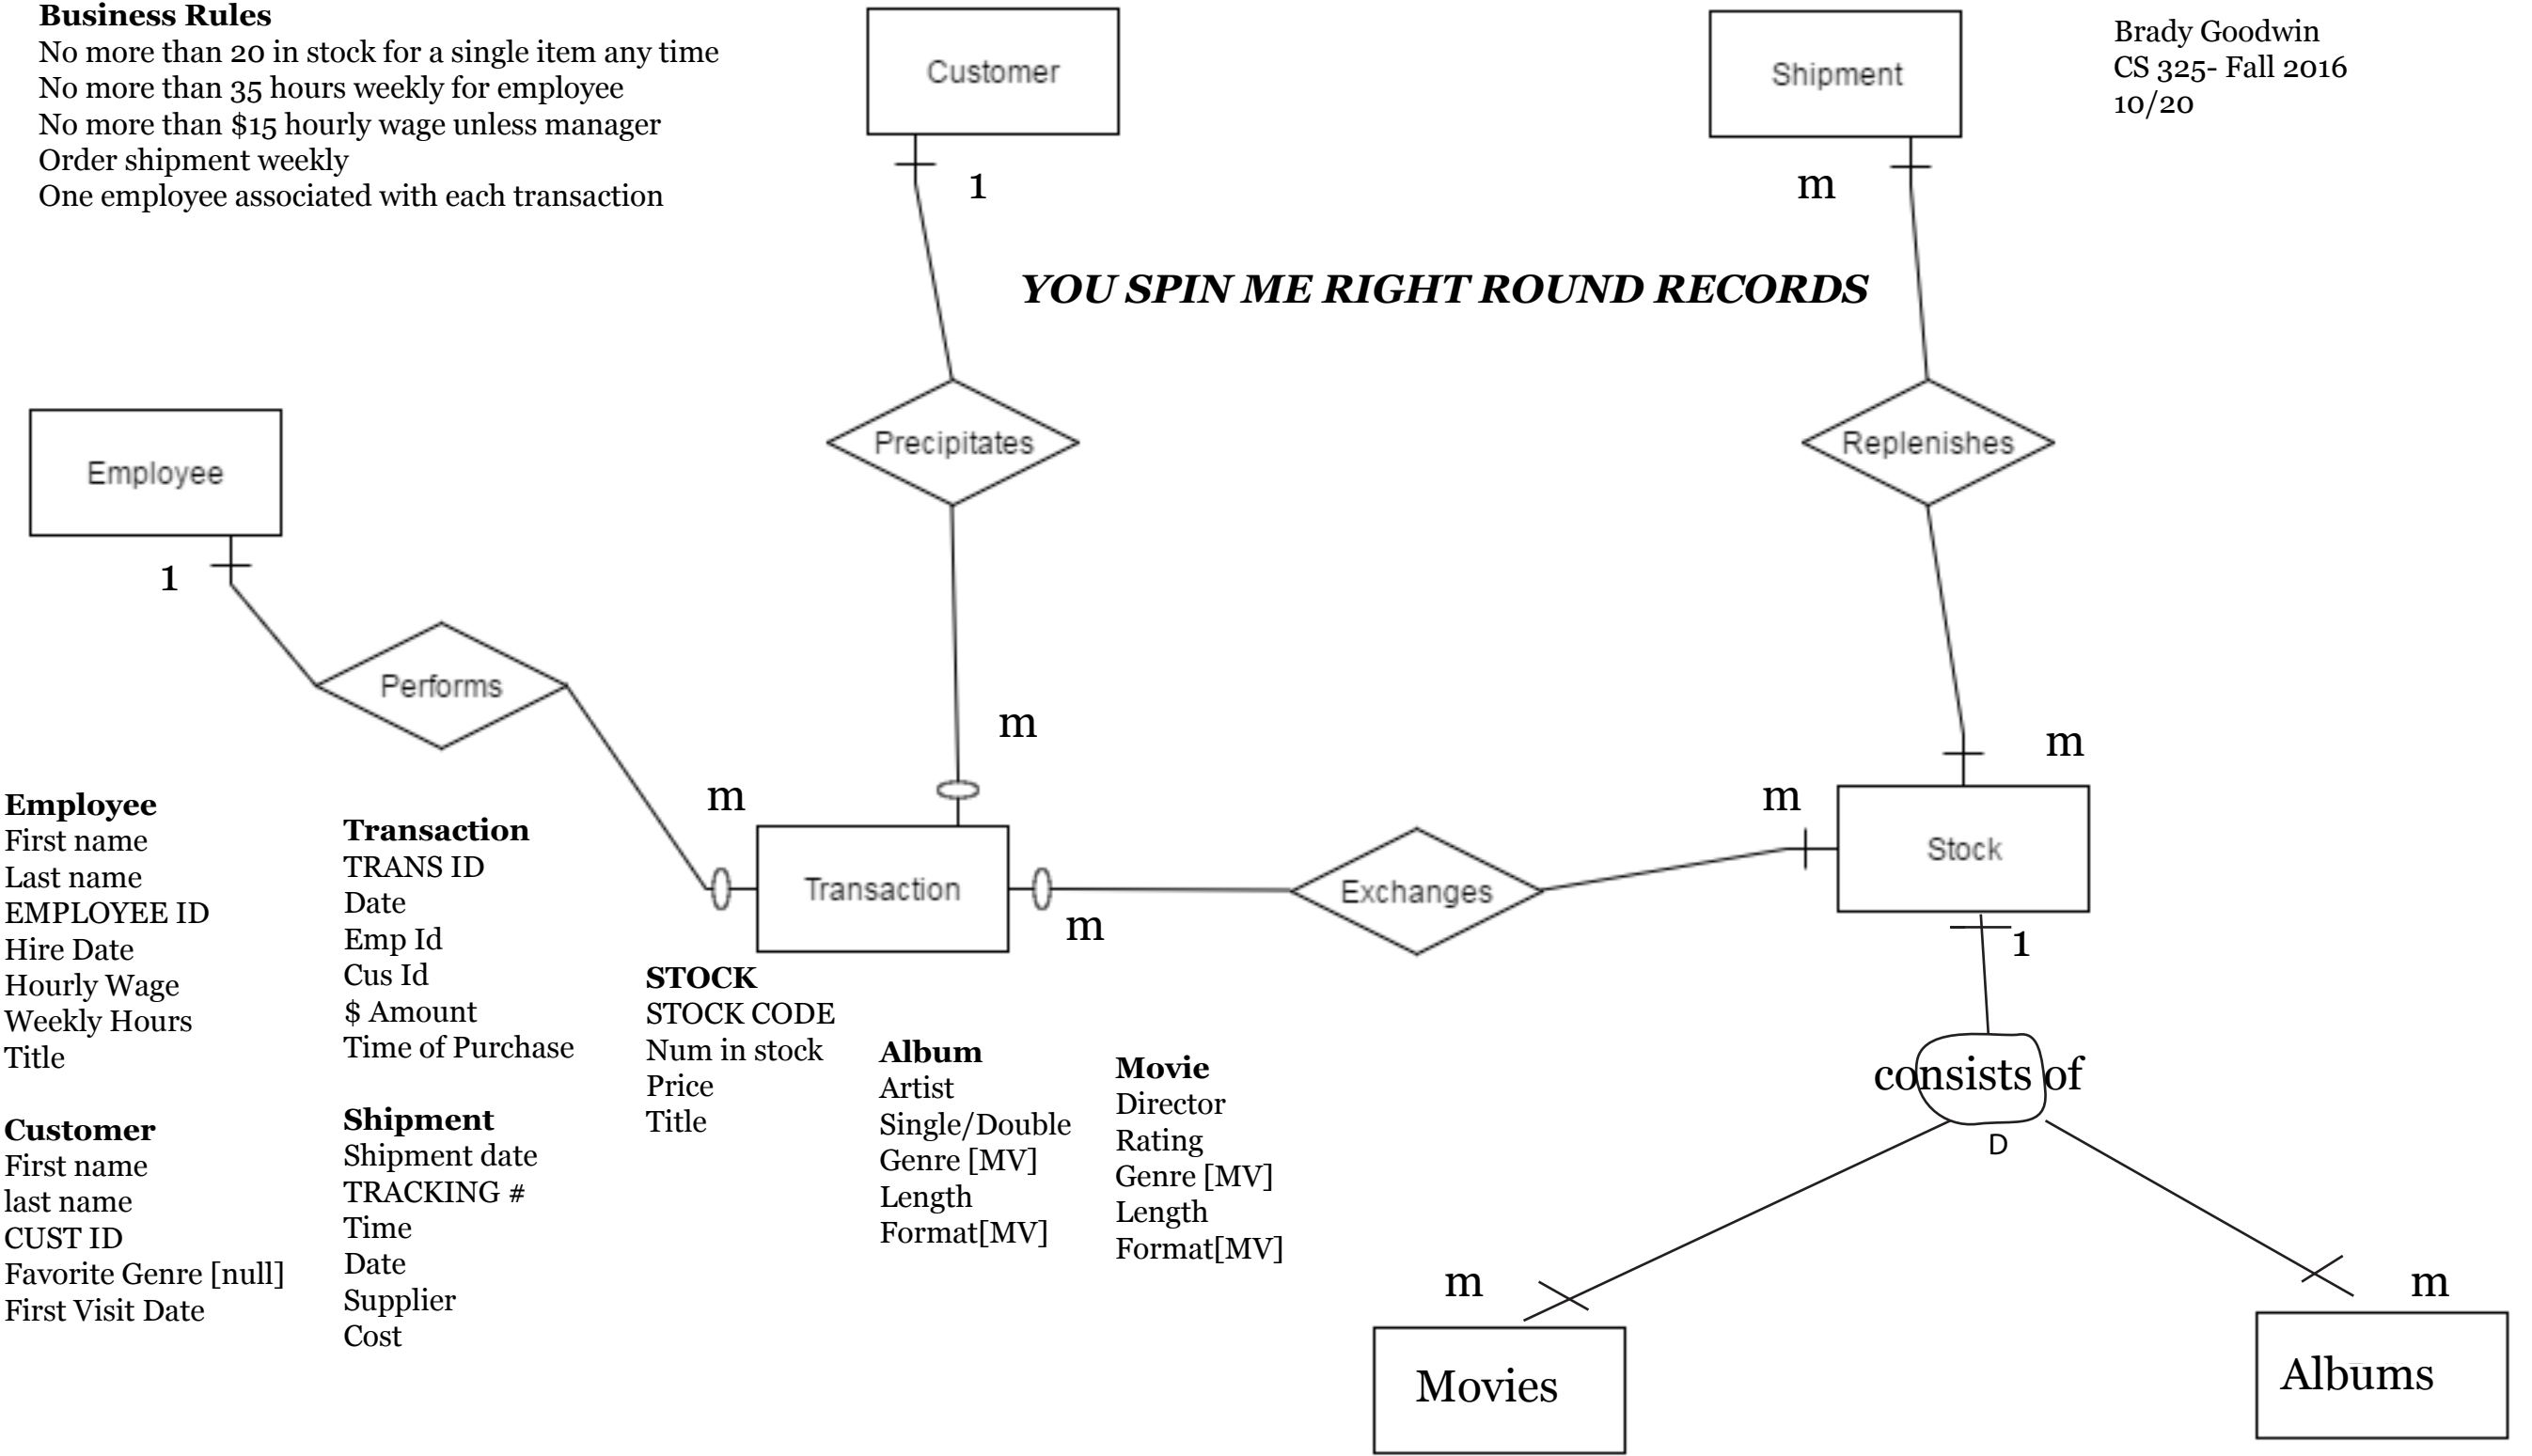 Business Rules
No more than 20 in stock for a single item any time
No more than 35 hours weekly for employee
No more than $15 hourly wage unless manager
Order shipment weekly
One employee associated with each transaction
Customer
Shipment
Brady Goodwin
CS 325- Fall 2016
10/20
1
m
YOU SPIN ME RIGHT ROUND RECORDS
Precipitates
Replenishes
Employee
1
Performs
m
m
m
m
Transaction
m
Exchanges
Stock
1
consists of
D
m
Movies
m
Albums
Employee
First name
Last name
EMPLOYEE ID
Hire Date
Hourly Wage
Weekly Hours
Title
Customer
First name
last name
CUST ID
Favorite Genre [null]
First Visit Date
Transaction
TRANS ID
Date
Emp Id
Cus Id
$ Amount
Time of Purchase
Shipment
Shipment date
TRACKING #
Time
Date
Supplier
Cost
STOCK
STOCK CODE
Num in stock
Price
Title
Album
Artist
Single/Double
Genre [MV]
Length
Format[MV]
Movie
Director
Rating
Genre [MV]
Length
Format[MV]